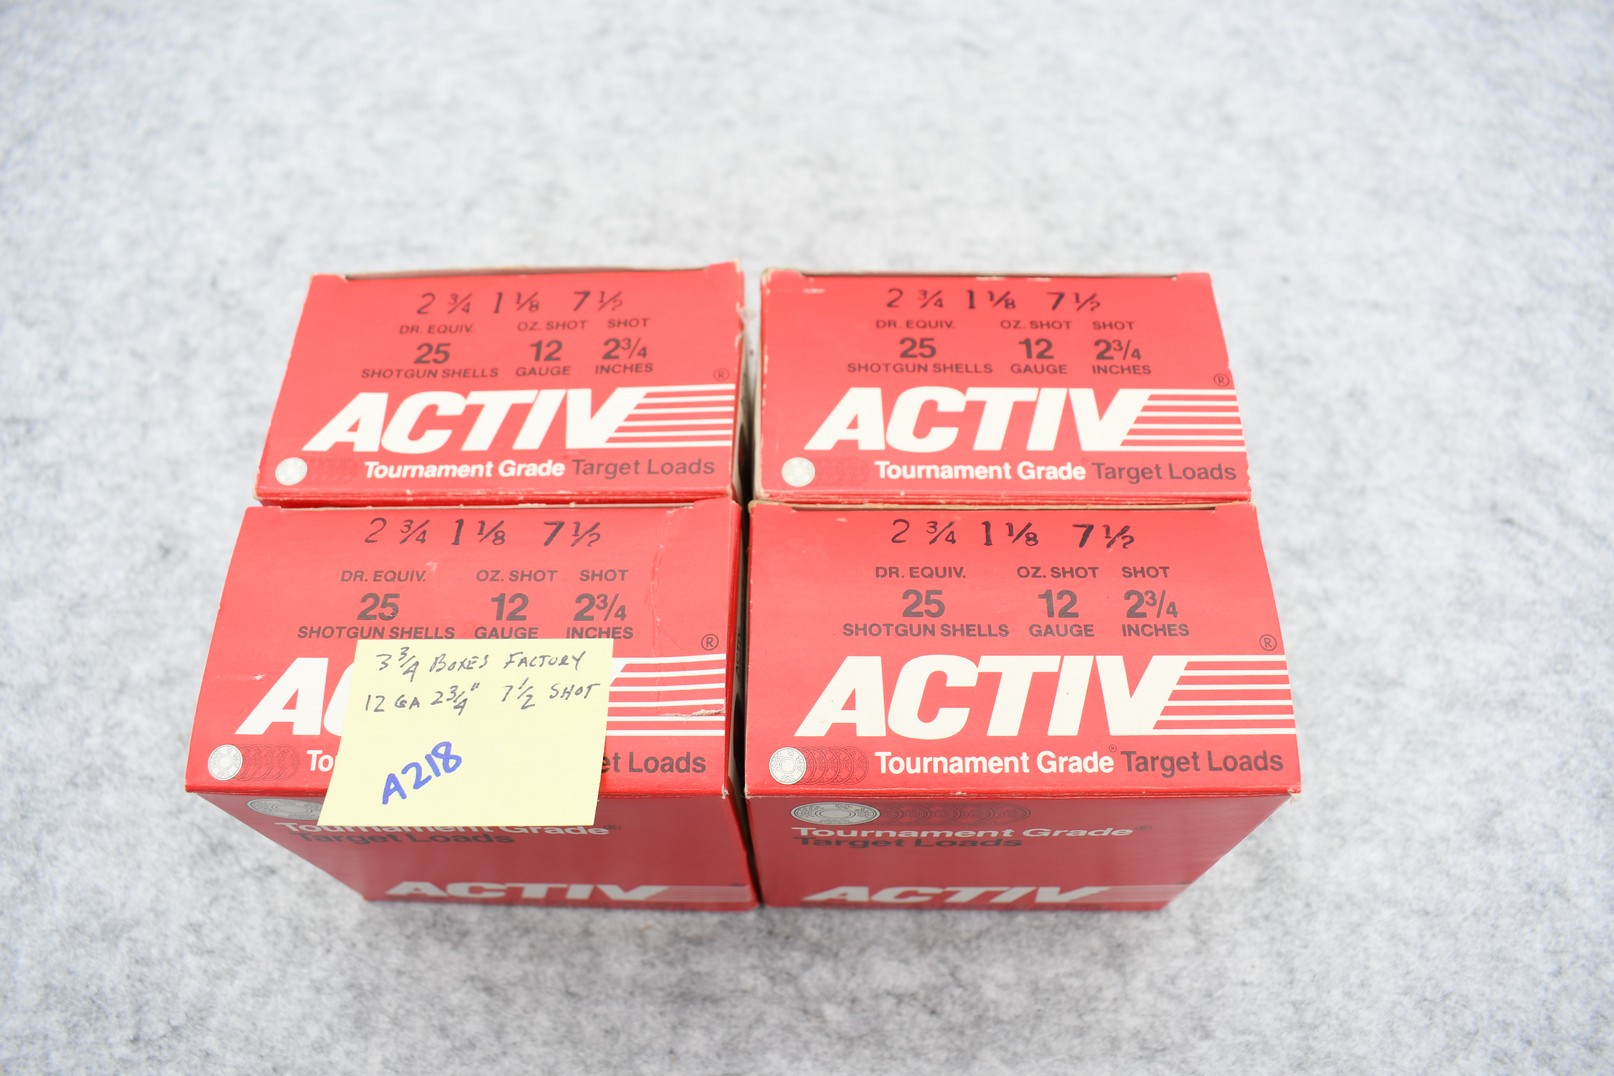 2 3/4 1 1/8 7 1/2
DR. EQUIV. OZ. SHOT SHOT
25 12 2 3/4
SHOTGUN SHELLS GAUGE INCHES
ACTIV®
Tournament Grade Target Loads
2 3/4 1 1/8 7 1/2
DR. EQUIV. OZ. SHOT SHOT
25 12 2 3/4
SHOTGUN SHELLS GAUGE INCHES
ACTIV®
Tournament Grade Target Loads
2 3/4 1 1/8 7 1/2
DR. EQUIV. OZ. SHOT SHOT
25 12 2 3/4
SHOTGUN SHELLS GAUGE INCHES
®
3 3/4 BOXES FACTORY
12 GA 2 3/4" 7 1/2 SHOT
A218
Tournament Grade®
Target Loads
ACTIV
2 3/4 1 1/8 7 1/2
DR. EQUIV. OZ. SHOT SHOT
25 12 2 3/4
SHOTGUN SHELLS GAUGE INCHES
ACTIV®
Tournament Grade® Target Loads
Tournament Grade®
Target Loads
ACTIV